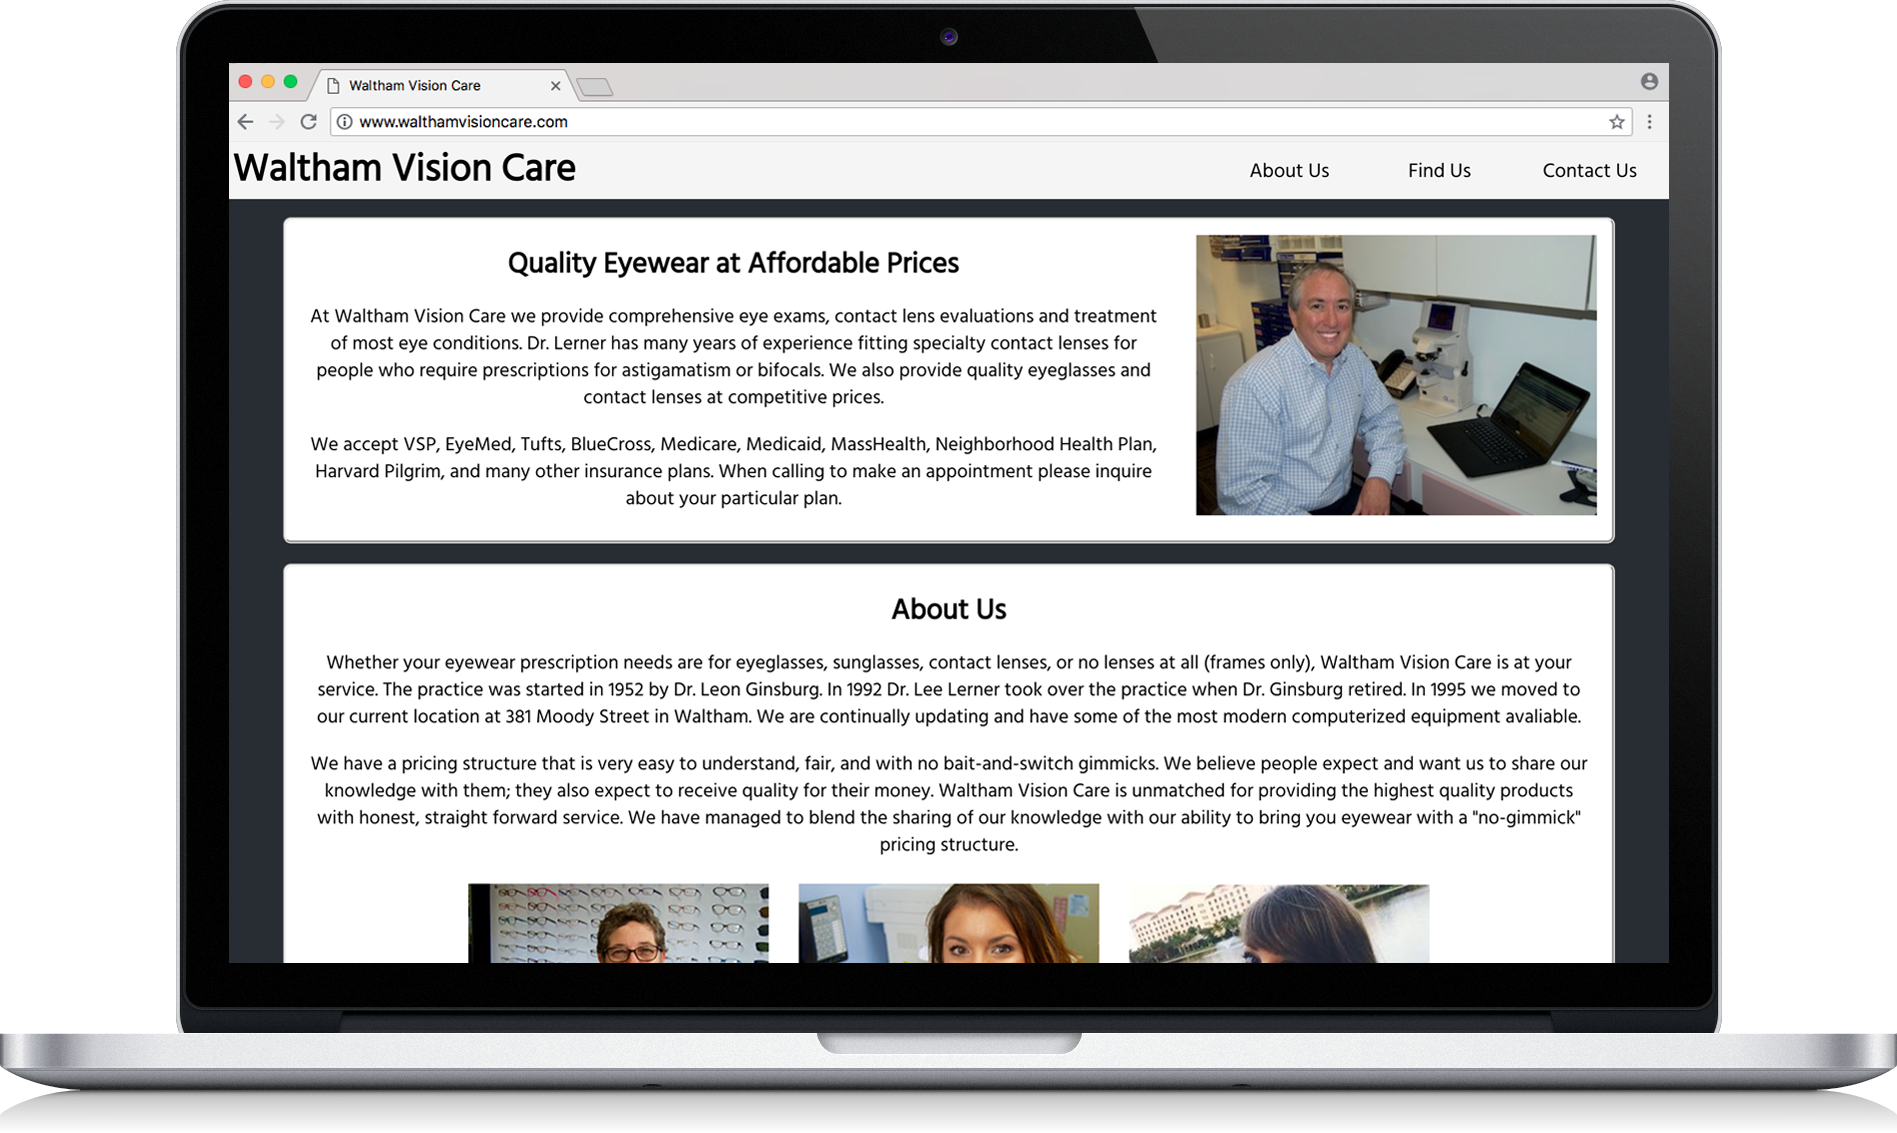 Waltham Vision Care
www.walthamvisioncare.com
Waltham Vision Care
About Us
Find Us
Contact Us
Quality Eyewear at Affordable Prices
At Waltham Vision Care we provide comprehensive eye exams, contact lens evaluations and treatment
of most eye conditions. Dr. Lerner has many years of experience fitting specialty contact lenses for
people who require prescriptions for astigamatism or bifocals. We also provide quality eyeglasses and
contact lenses at competitive prices.
We accept VSP, EyeMed, Tufts, BlueCross, Medicare, Medicaid, MassHealth, Neighborhood Health Plan,
Harvard Pilgrim, and many other insurance plans. When calling to make an appointment please inquire
about your particular plan.
About Us
Whether your eyewear prescription needs are for eyeglasses, sunglasses, contact lenses, or no lenses at all (frames only), Waltham Vision Care is at your
service. The practice was started in 1952 by Dr. Leon Ginsburg. In 1992 Dr. Lee Lerner took over the practice when Dr. Ginsburg retired. In 1995 we moved to
our current location at 381 Moody Street in Waltham. We are continually updating and have some of the most modern computerized equipment avaliable.
We have a pricing structure that is very easy to understand, fair, and with no bait-and-switch gimmicks. We believe people expect and want us to share our
knowledge with them; they also expect to receive quality for their money. Waltham Vision Care is unmatched for providing the highest quality products
with honest, straight forward service. We have managed to blend the sharing of our knowledge with our ability to bring you eyewear with a "no-gimmick"
pricing structure.